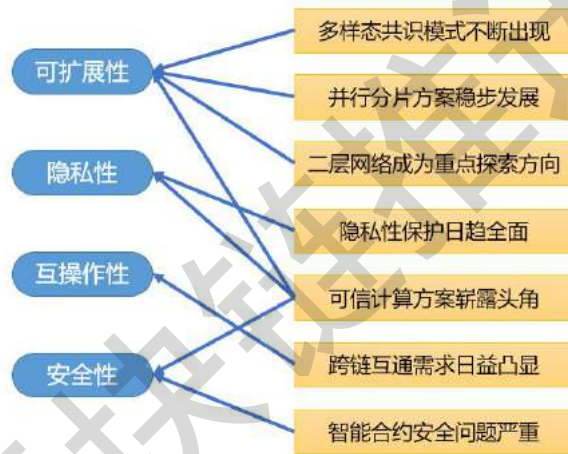 多样态共识模式不断出现
可扩展性
并行分片方案稳步发展
二层网络成为重点探索方向
隐私性
隐私性保护日趋全面
互操作性
可信计算方案崭露头角
跨链互通需求日益凸显
安全性
智能合约安全问题严重